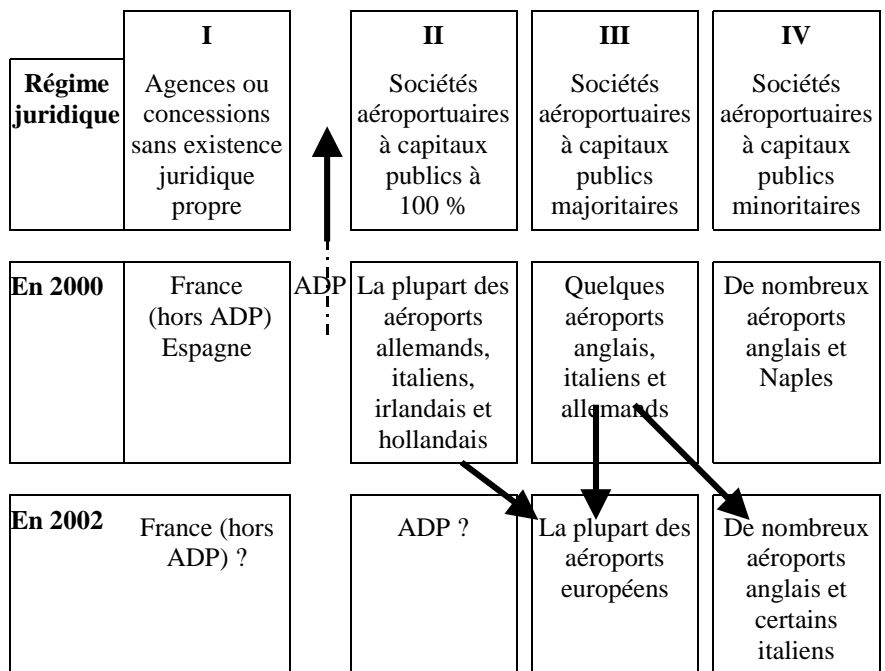 I
II
III
IV
Régime
juridique
Agences ou
concessions
sans existence
juridique
propre
Sociétés
aéroportuaires
à capitaux
publics à
100 %
Sociétés
aéroportuaires
à capitaux
publics
majoritaires
Sociétés
aéroportuaires
à capitaux
publics
minoritaires
En 2000
France
(hors ADP)
Espagne
ADP
La plupart des
aéroports
allemands,
italiens,
irlandais et
hollandais
Quelques
aéroports
anglais,
italiens et
allemands
De nombreux
aéroports
anglais et
Naples
En 2002
France (hors
ADP) ?
ADP ?
La plupart des
aéroports
européens
De nombreux
aéroports
anglais et
certains
italiens